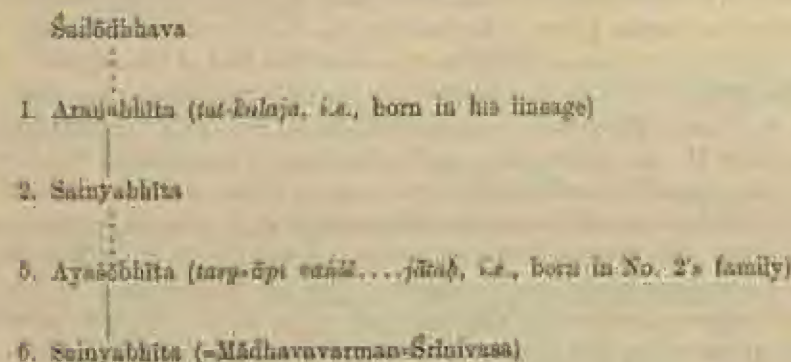 Śailōdbhava
1. Araṇabhīta (tat-kulaja, i.e., born in his lineage)
2. Sainyabhīta
5. Ayaśōbhīta (tasy=āpi vaṁśē....jātaḥ, i.e., born in No. 2's family)
6. Sainyabhīta (=Mādhavavarman=Śrīnivāsa)